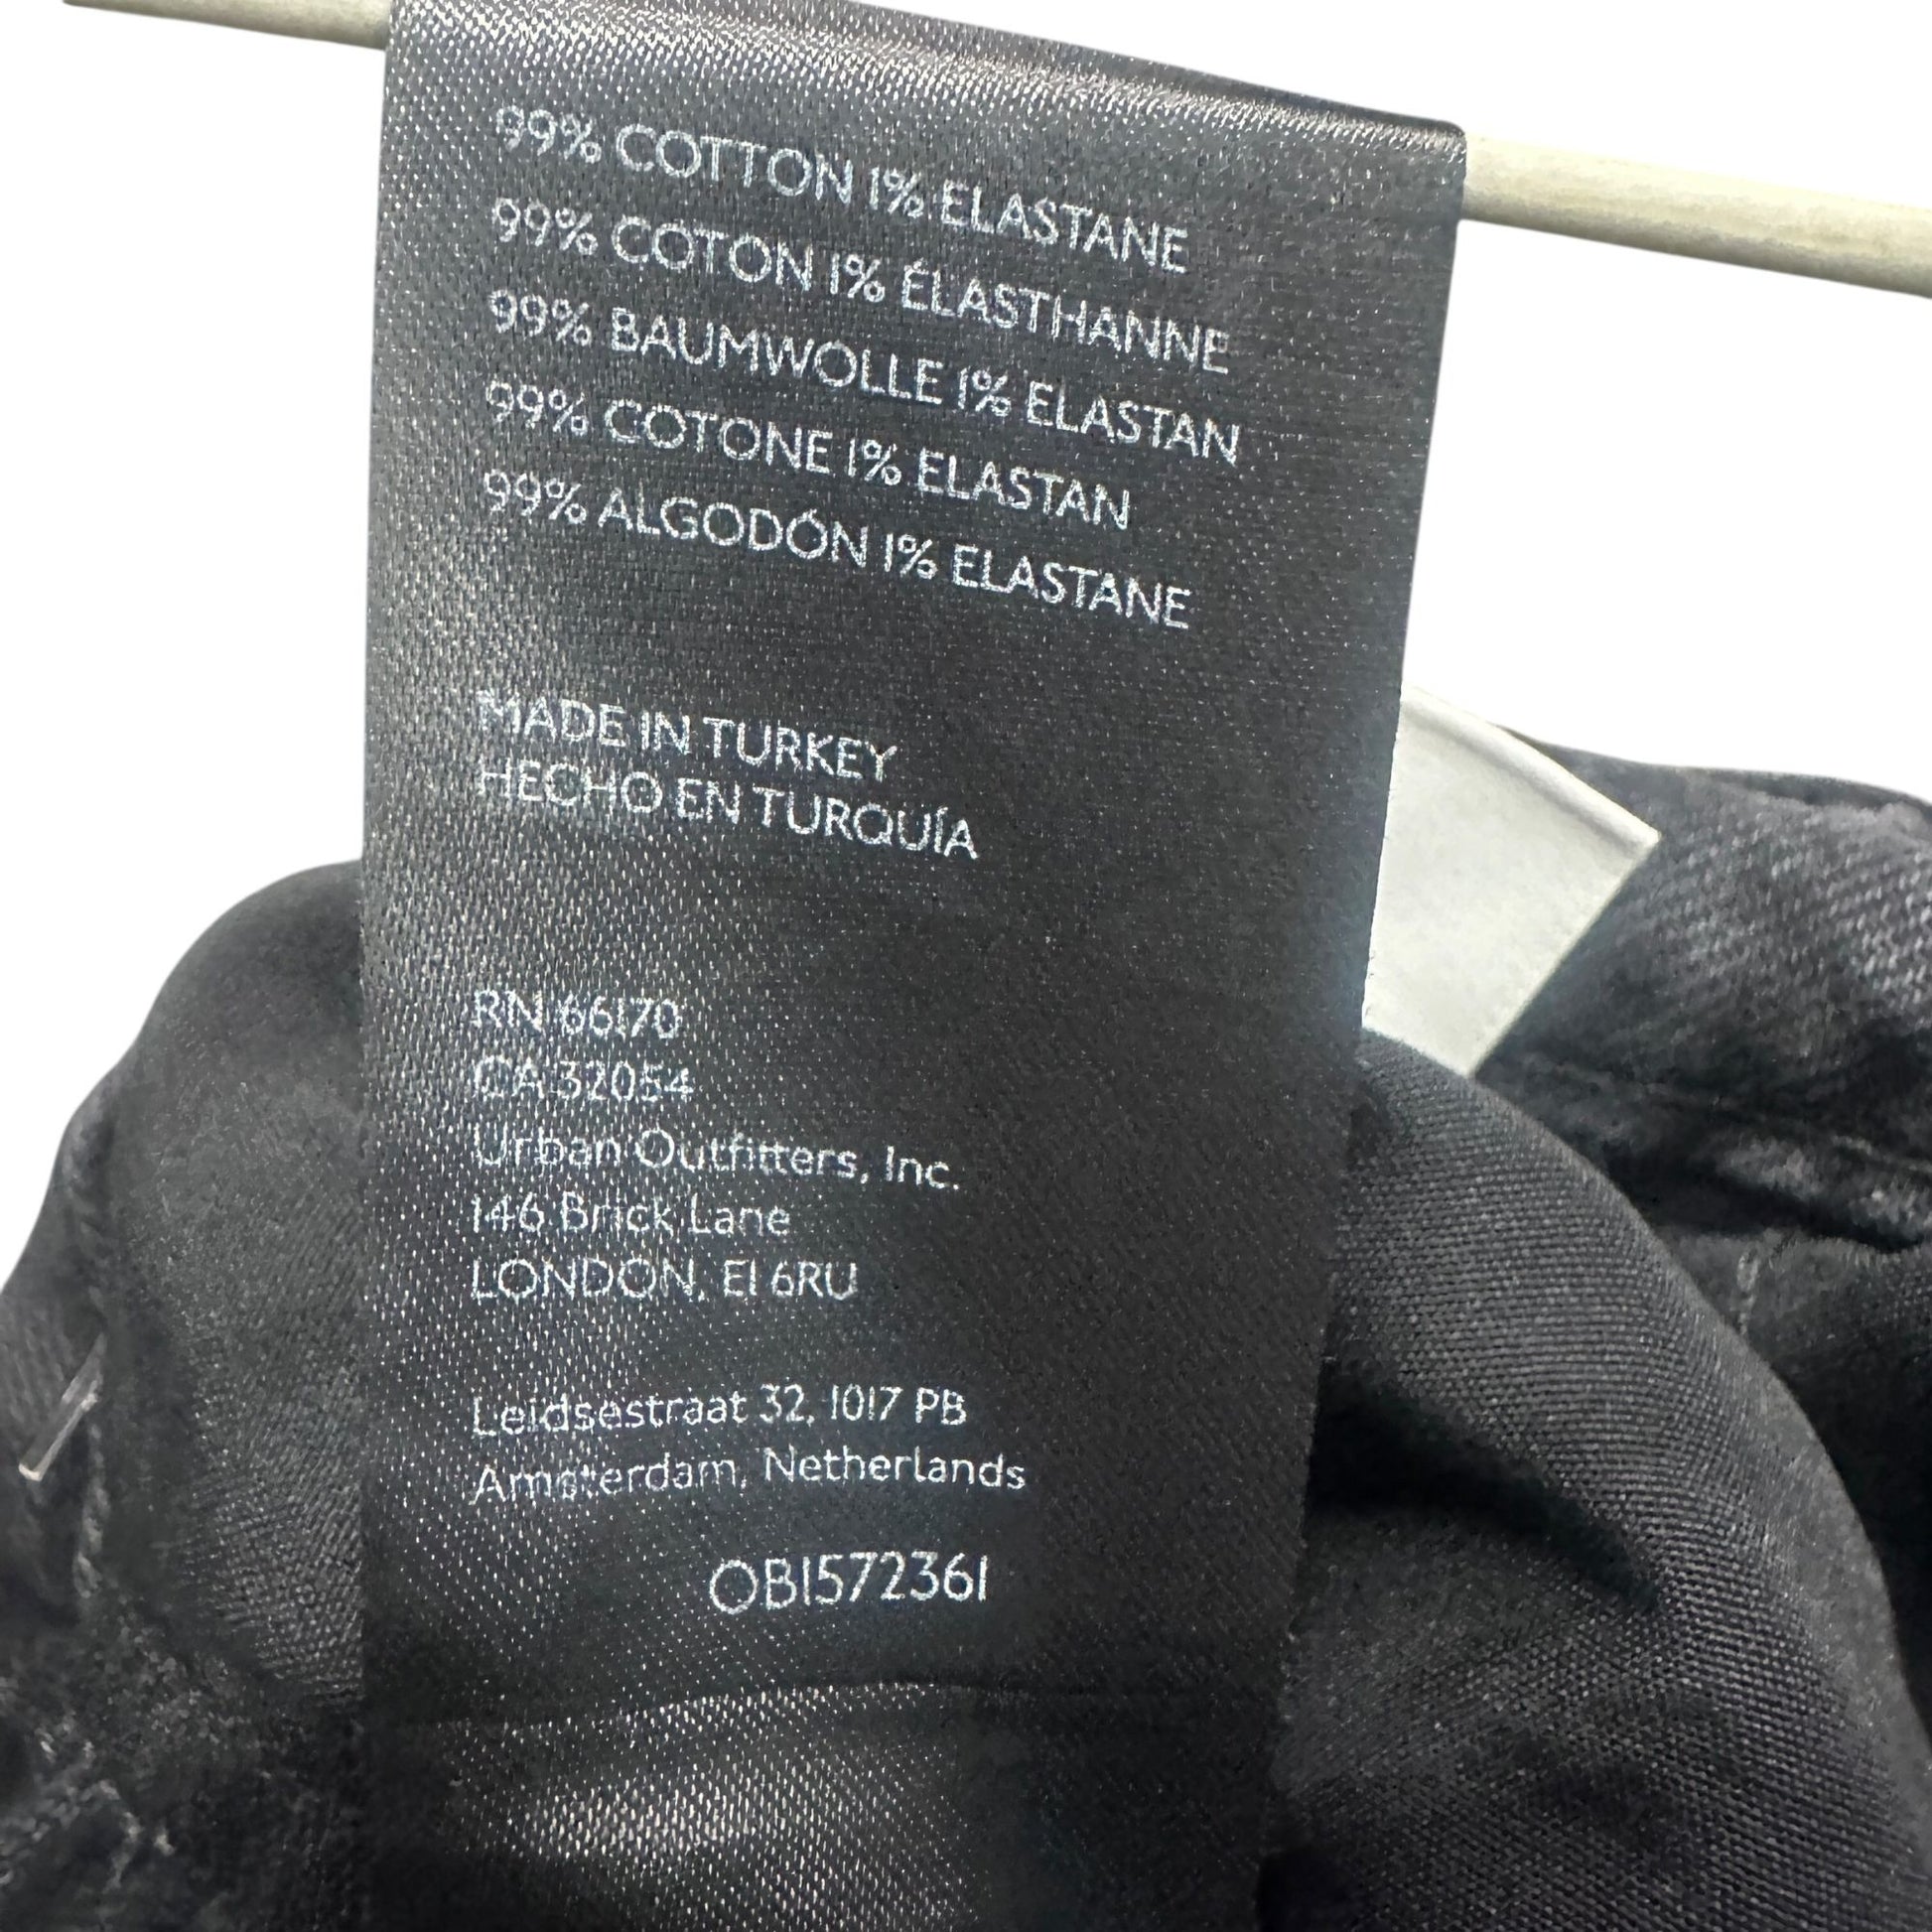 99% COTTON 1% ELASTANE
99% COTON 1% ÉLASTHANNE
99% BAUMWOLLE 1% ELASTAN
99% COTONE 1% ELASTAN
99% ALGODÓN 1% ELASTANE
MADE IN TURKEY
HECHO EN TURQUÍA
RN 66170
CA 32054
Urban Outfitters, Inc.
146 Brick Lane
LONDON, E1 6RU
Leidsestraat 32, 1017 PB
Amsterdam, Netherlands
OB1572361